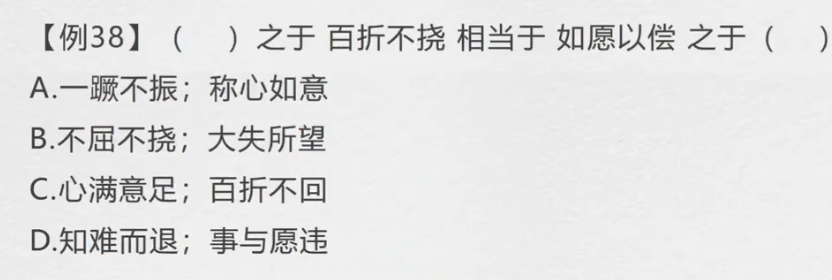 【例38】（ ）之于 百折不挠 相当于 如愿以偿 之于（ ）
A.一蹶不振；称心如意
B.不屈不挠；大失所望
C.心满意足；百折不回
D.知难而退；事与愿违